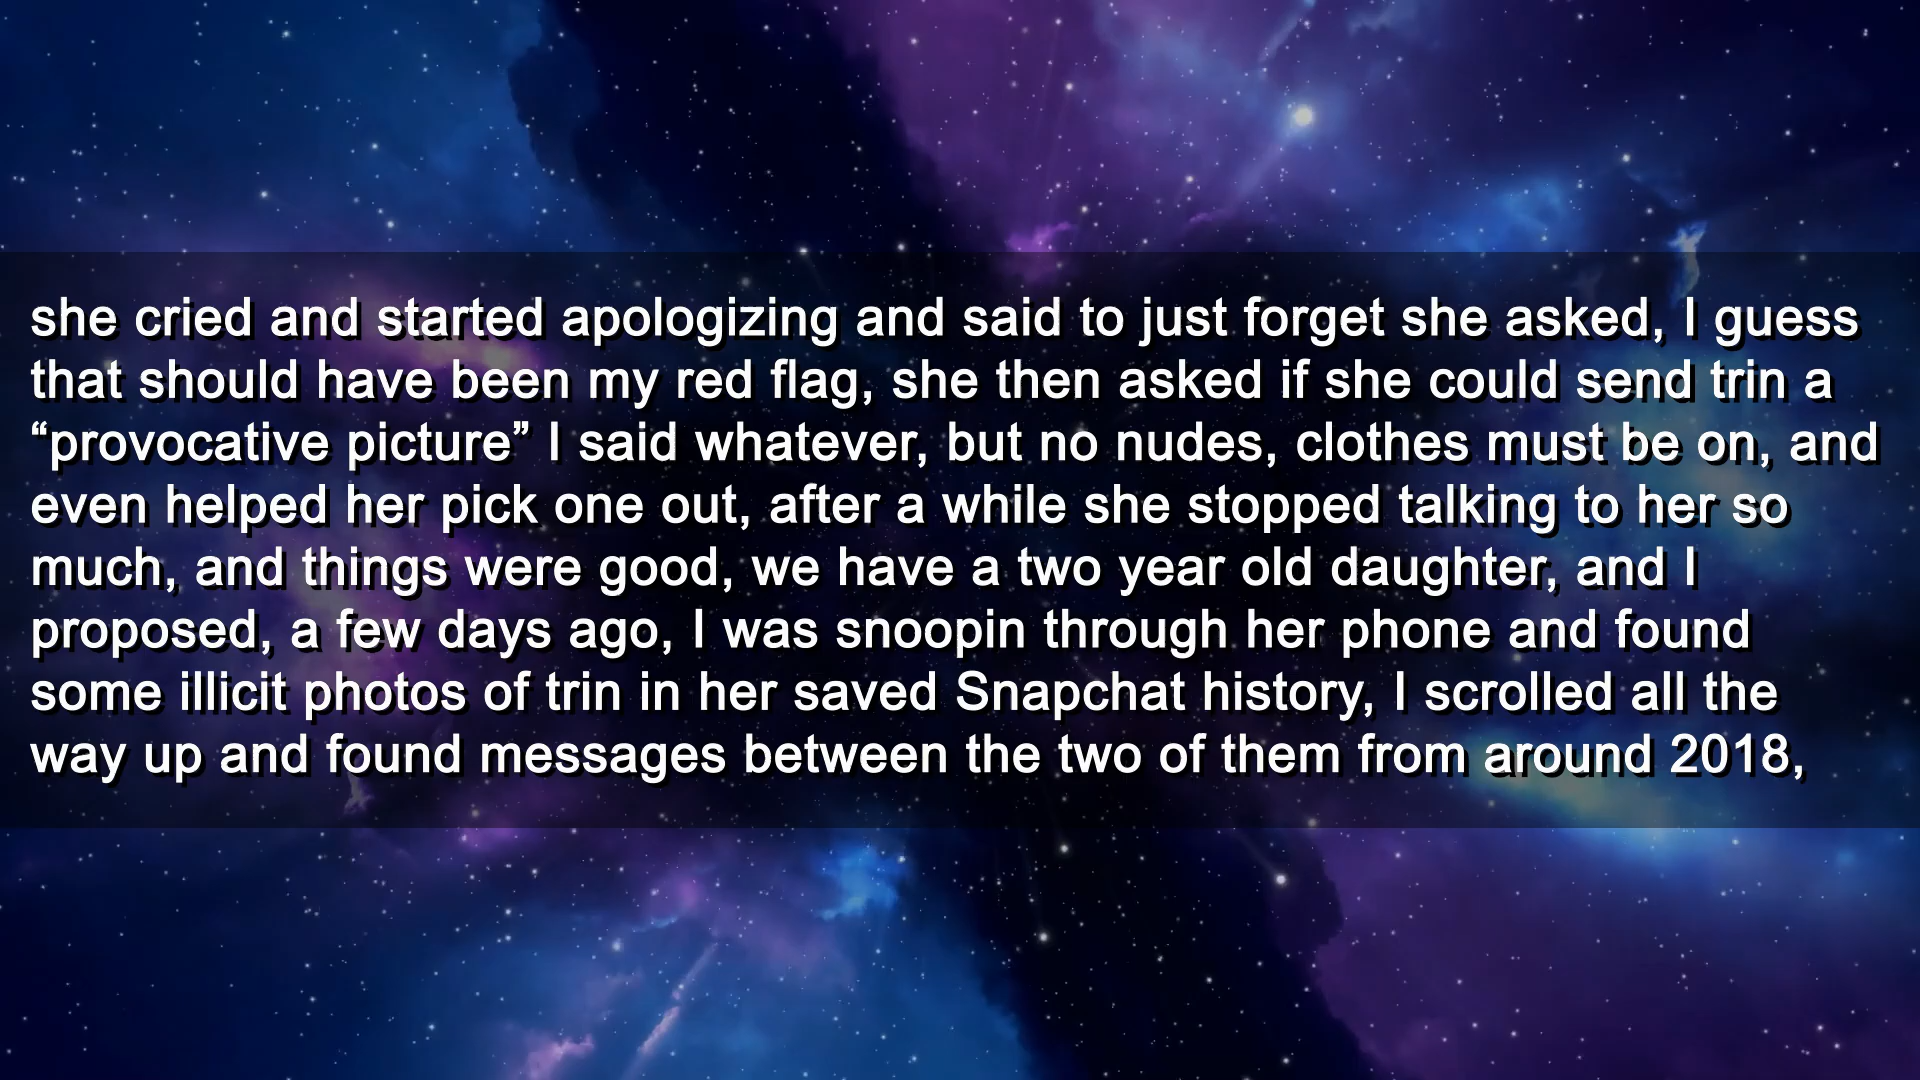 she cried and started apologizing and said to just forget she asked, I guess
that should have been my red flag, she then asked if she could send trin a
“provocative picture” I said whatever, but no nudes, clothes must be on, and
even helped her pick one out, after a while she stopped talking to her so
much, and things were good, we have a two year old daughter, and I
proposed, a few days ago, I was snoopin through her phone and found
some illicit photos of trin in her saved Snapchat history, I scrolled all the
way up and found messages between the two of them from around 2018,